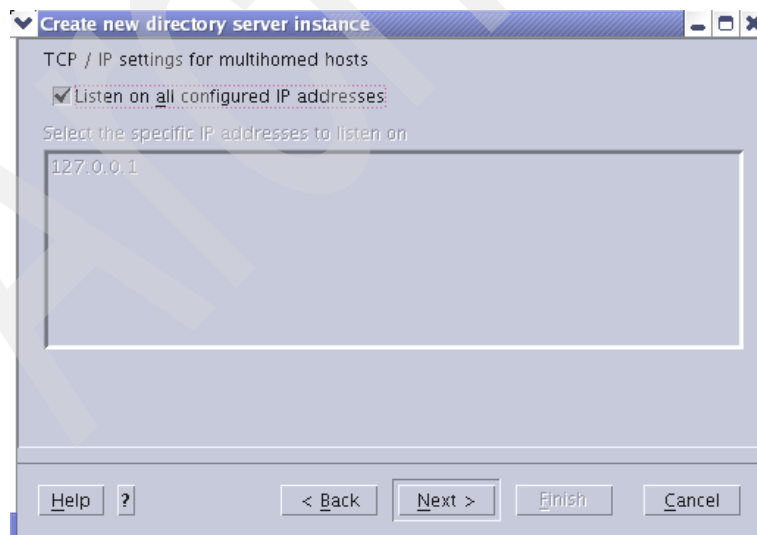 Create new directory server instance
TCP / IP settings for multihomed hosts
Listen on all configured IP addresses
Select the specific IP addresses to listen on
127.0.0.1
Help ? < Back Next > Finish Cancel